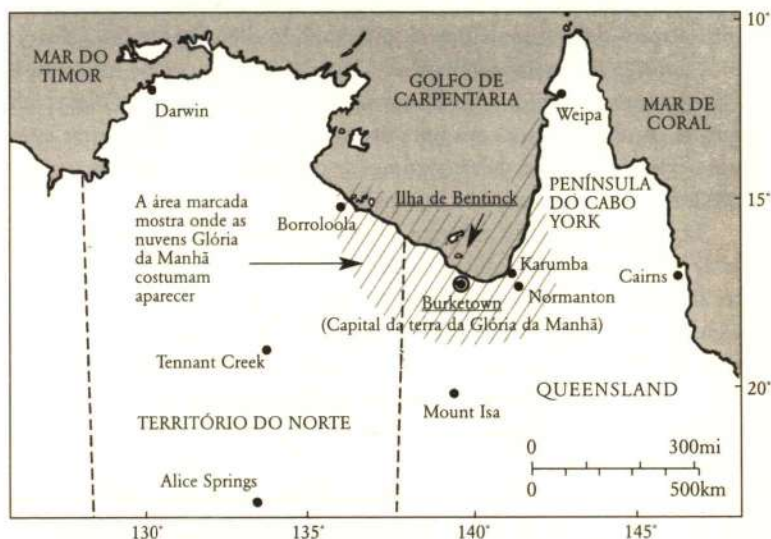 10°
MAR DO
TIMOR
GOLFO DE
CARPENTARIA
Darwin
Weipa
MAR DE
CORAL
A área marcada
mostra onde as
nuvens Glória
da Manhã
costumam
aparecer
Borroloola
Ilha de Bentinck
PENÍNSULA
DO CABO
YORK
15°
Karumba
Cairns
Burketown
Normanton
(Capital da terra da Glória da Manhã)
Tennant Creek
20°
Mount Isa
QUEENSLAND
TERRITÓRIO DO NORTE
0 300mi
0 500km
Alice Springs
130° 135° 140° 145°